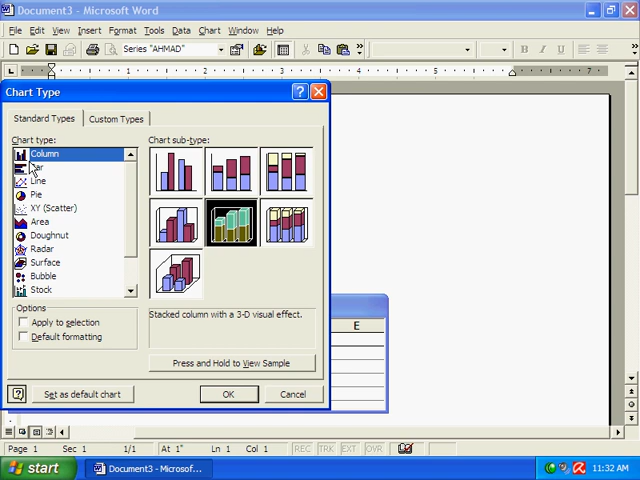 Document3 - Microsoft Word
File Edit View Insert Format Tools Data Chart Window Help
Series "AHMAD"
B I U
7
Chart Type
Standard Types Custom Types
Chart type:
Chart sub-type:
Column
Line
Pie
XY (Scatter)
Area
Doughnut
Radar
Surface
Bubble
Stock
Stacked column with a 3-D visual effect.
Options
Apply to selection
Default formatting
Press and Hold to View Sample
Set as default chart OK Cancel
E
Page 1 Sec 1 1/1 At 1" Ln 1 Col 1 REC TRK EXT OVR
start Document3 - Microsof... 11:32 AM